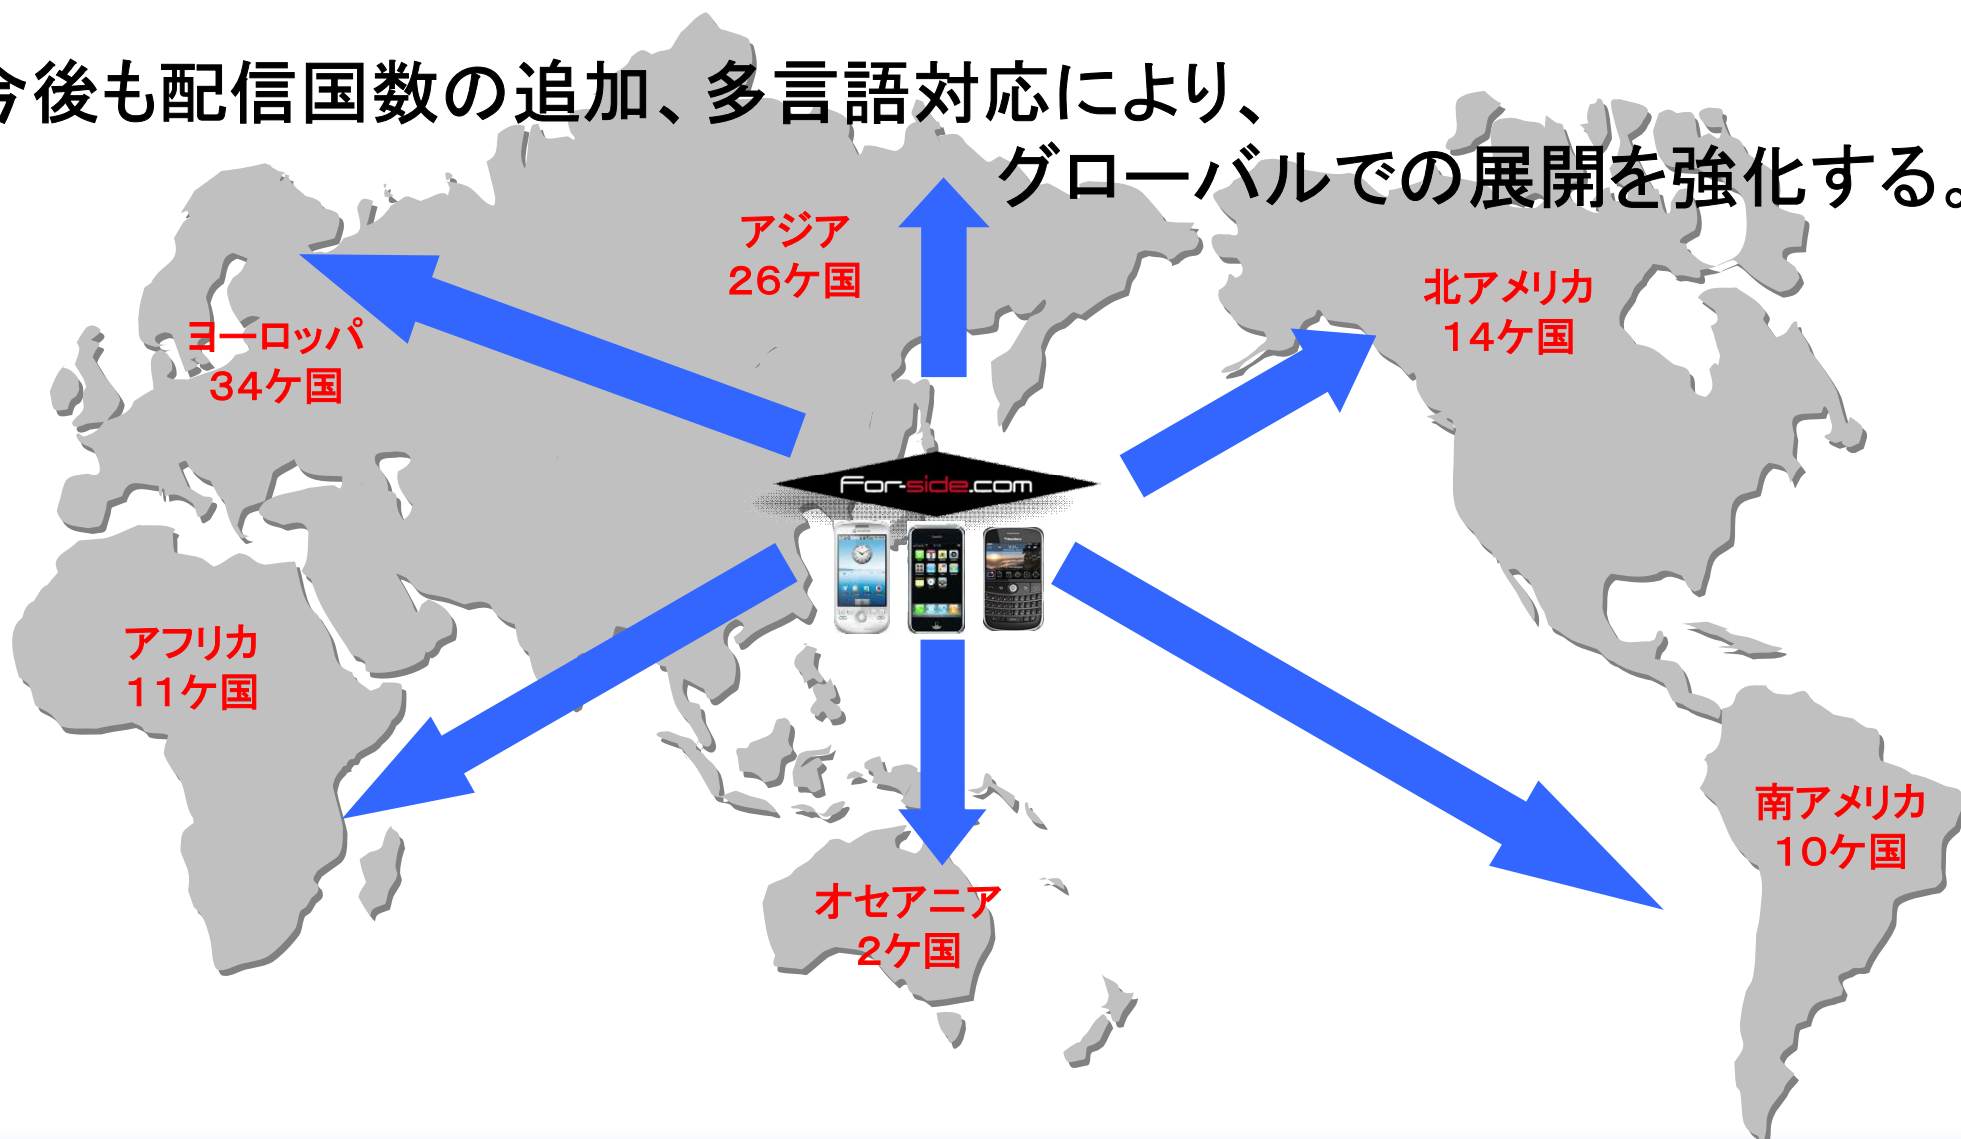 今後も配信国数の追加、多言語対応により、
グローバルでの展開を強化する。
アジア
26ケ国
北アメリカ
14ケ国
ヨーロッパ
34ケ国
For-side.com
アフリカ
11ケ国
南アメリカ
10ケ国
オセアニア
2ケ国